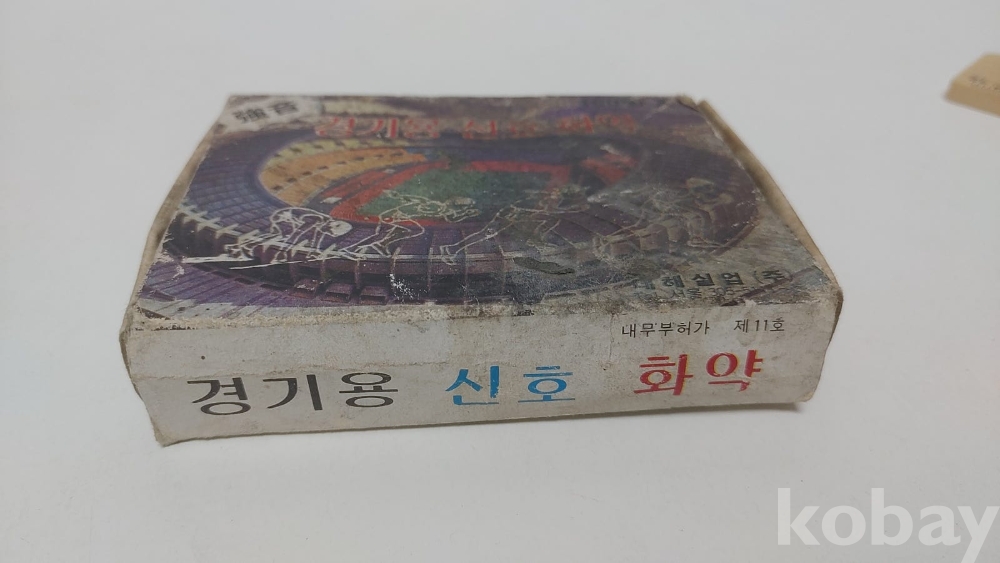 強音
경기용 신호 화약
해실업(주)
내무부허가 제11호
경기용 신호 화약
kobay